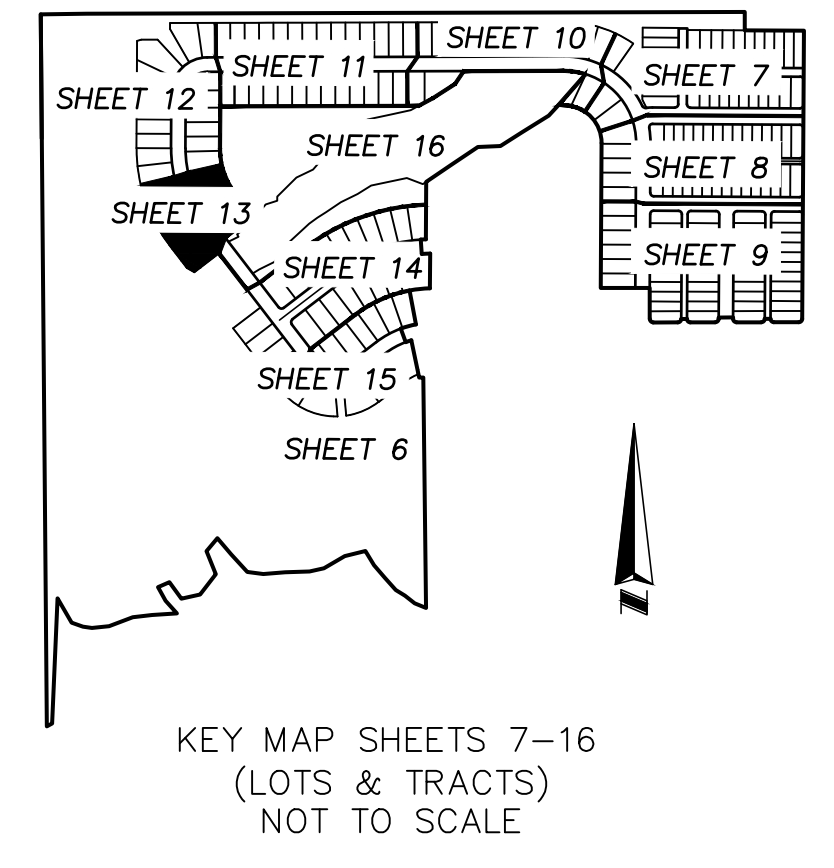 SHEET 10
SHEET 11
SHEET 7
SHEET 12
SHEET 16
SHEET 8
SHEET 13
SHEET 9
SHEET 14
SHEET 15
SHEET 6
N
KEY MAP SHEETS 7-16
(LOTS & TRACTS)
NOT TO SCALE